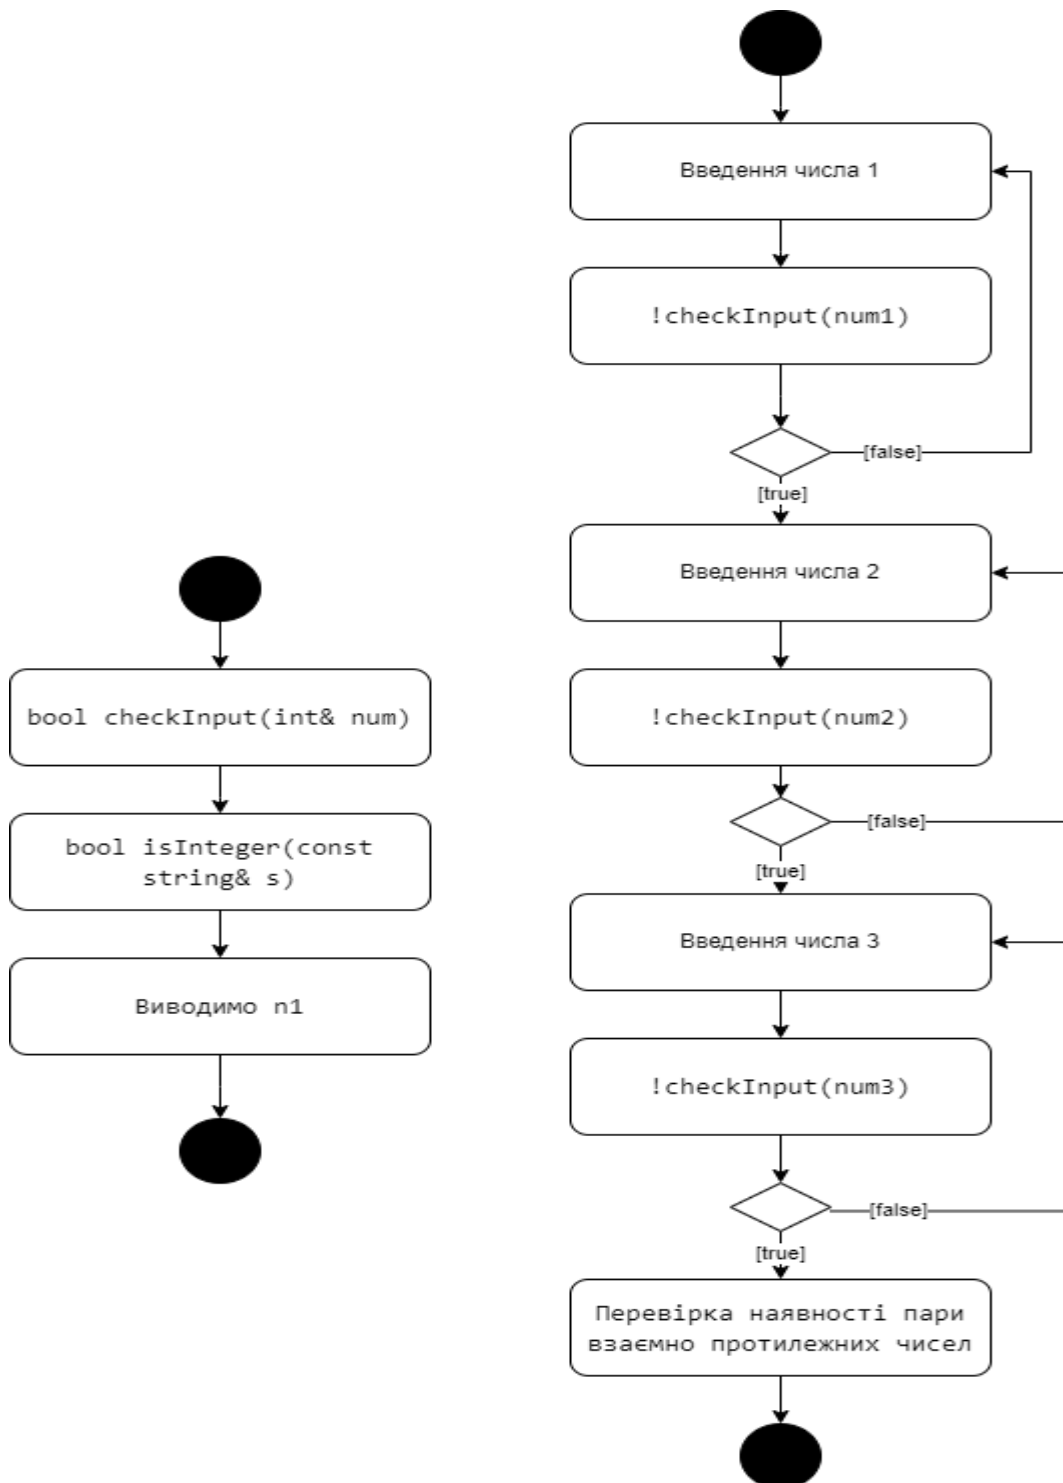 Введення числа 1
!checkInput(num1)
[false]
[true]
Введення числа 2
!checkInput(num2)
[false]
[true]
Введення числа 3
!checkInput(num3)
[false]
[true]
Перевірка наявності пари
взаємно протилежних чисел
bool checkInput(int& num)
bool isInteger(const
string& s)
Виводимо n1